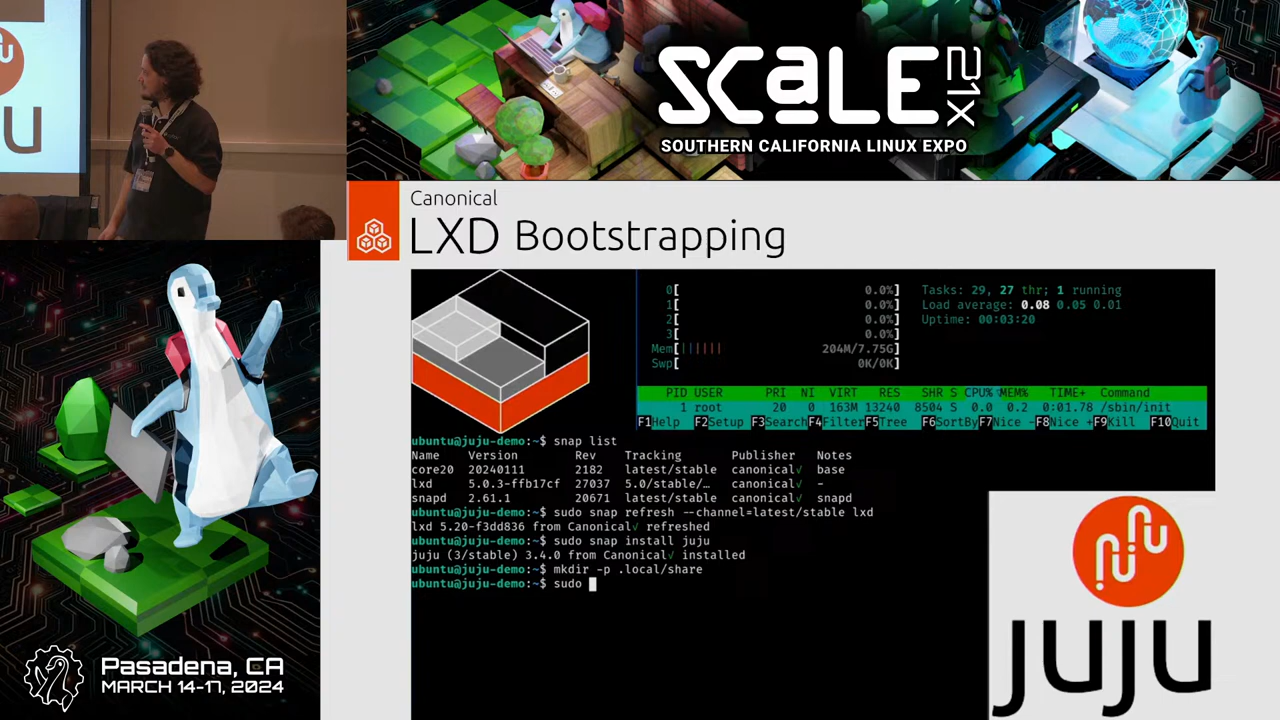 SCaLE 21x
SOUTHERN CALIFORNIA LINUX EXPO
Canonical
LXD Bootstrapping
0[ 0.0%]
1[ 0.0%]
2[ 0.0%]
3[ 0.0%]
Mem[|||||| 204M/7.75G]
Swp[ 0K/0K]
Tasks: 29, 27 thr; 1 running
Load average: 0.08 0.05 0.01
Uptime: 00:03:20
PID USER PRI NI VIRT RES SHR S CPU% MEM% TIME+ Command
1 root 20 0 163M 13240 8504 S 0.0 0.2 0:01.78 /sbin/init
F1Help F2Setup F3Search F4Filter F5Tree F6SortBy F7Nice - F8Nice + F9Kill F10Quit
ubuntu@juju-demo:~$ snap list
Name Version Rev Tracking Publisher Notes
core20 20240111 2182 latest/stable canonical√ base
lxd 5.0.3-ffb17cf 27037 5.0/stable/… canonical√ -
snapd 2.61.1 20671 latest/stable canonical√ snapd
ubuntu@juju-demo:~$ sudo snap refresh --channel=latest/stable lxd
lxd 5.20-f3dd836 from Canonical√ refreshed
ubuntu@juju-demo:~$ sudo snap install juju
juju (3/stable) 3.4.0 from Canonical√ installed
ubuntu@juju-demo:~$ mkdir -p .local/share
ubuntu@juju-demo:~$ sudo
juju
Pasadena, CA
MARCH 14-17, 2024